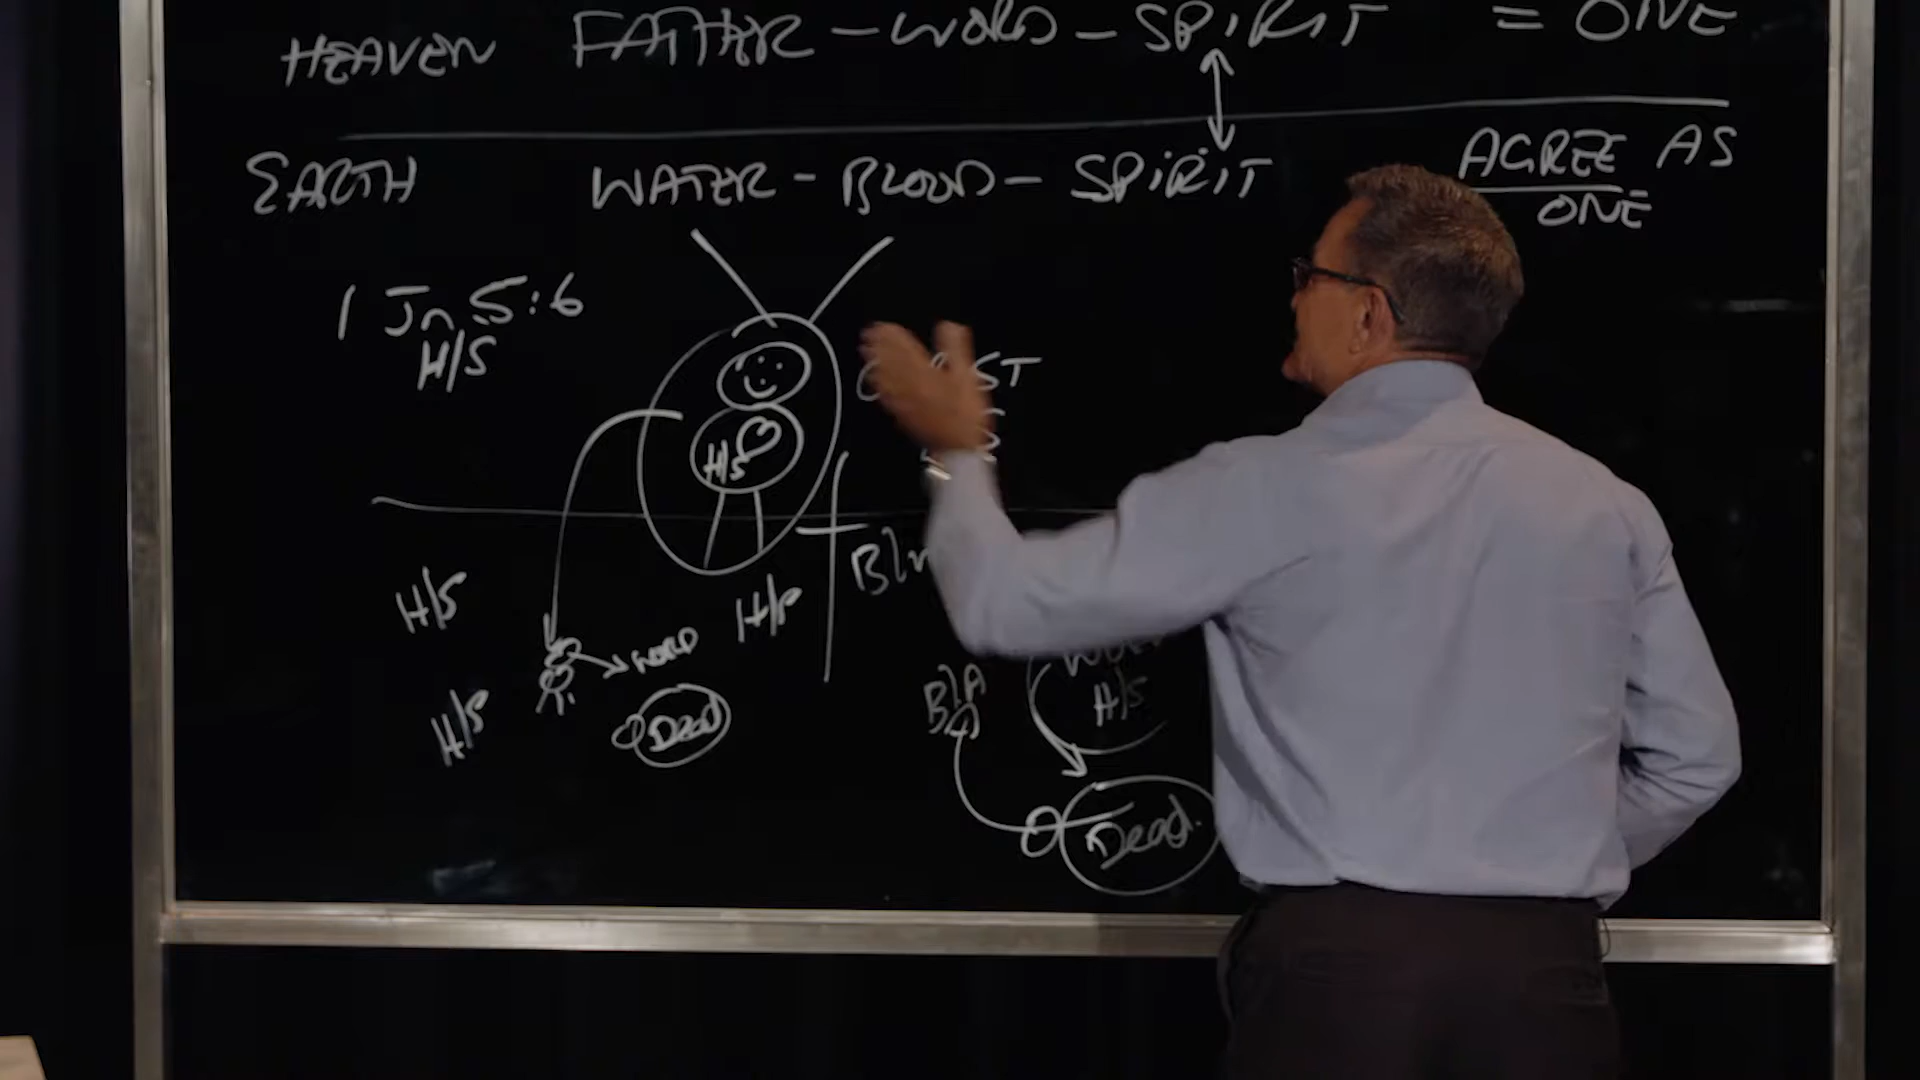 HEAVEN FATHER - WORD - SPIRIT = ONE
EARTH WATER - BLOOD - SPIRIT AGREE AS
ONE
1 Jn 5:6
H/S
H/S
H/S
H/S
WORD
H/S
Dead
B/A
H/S
Dead